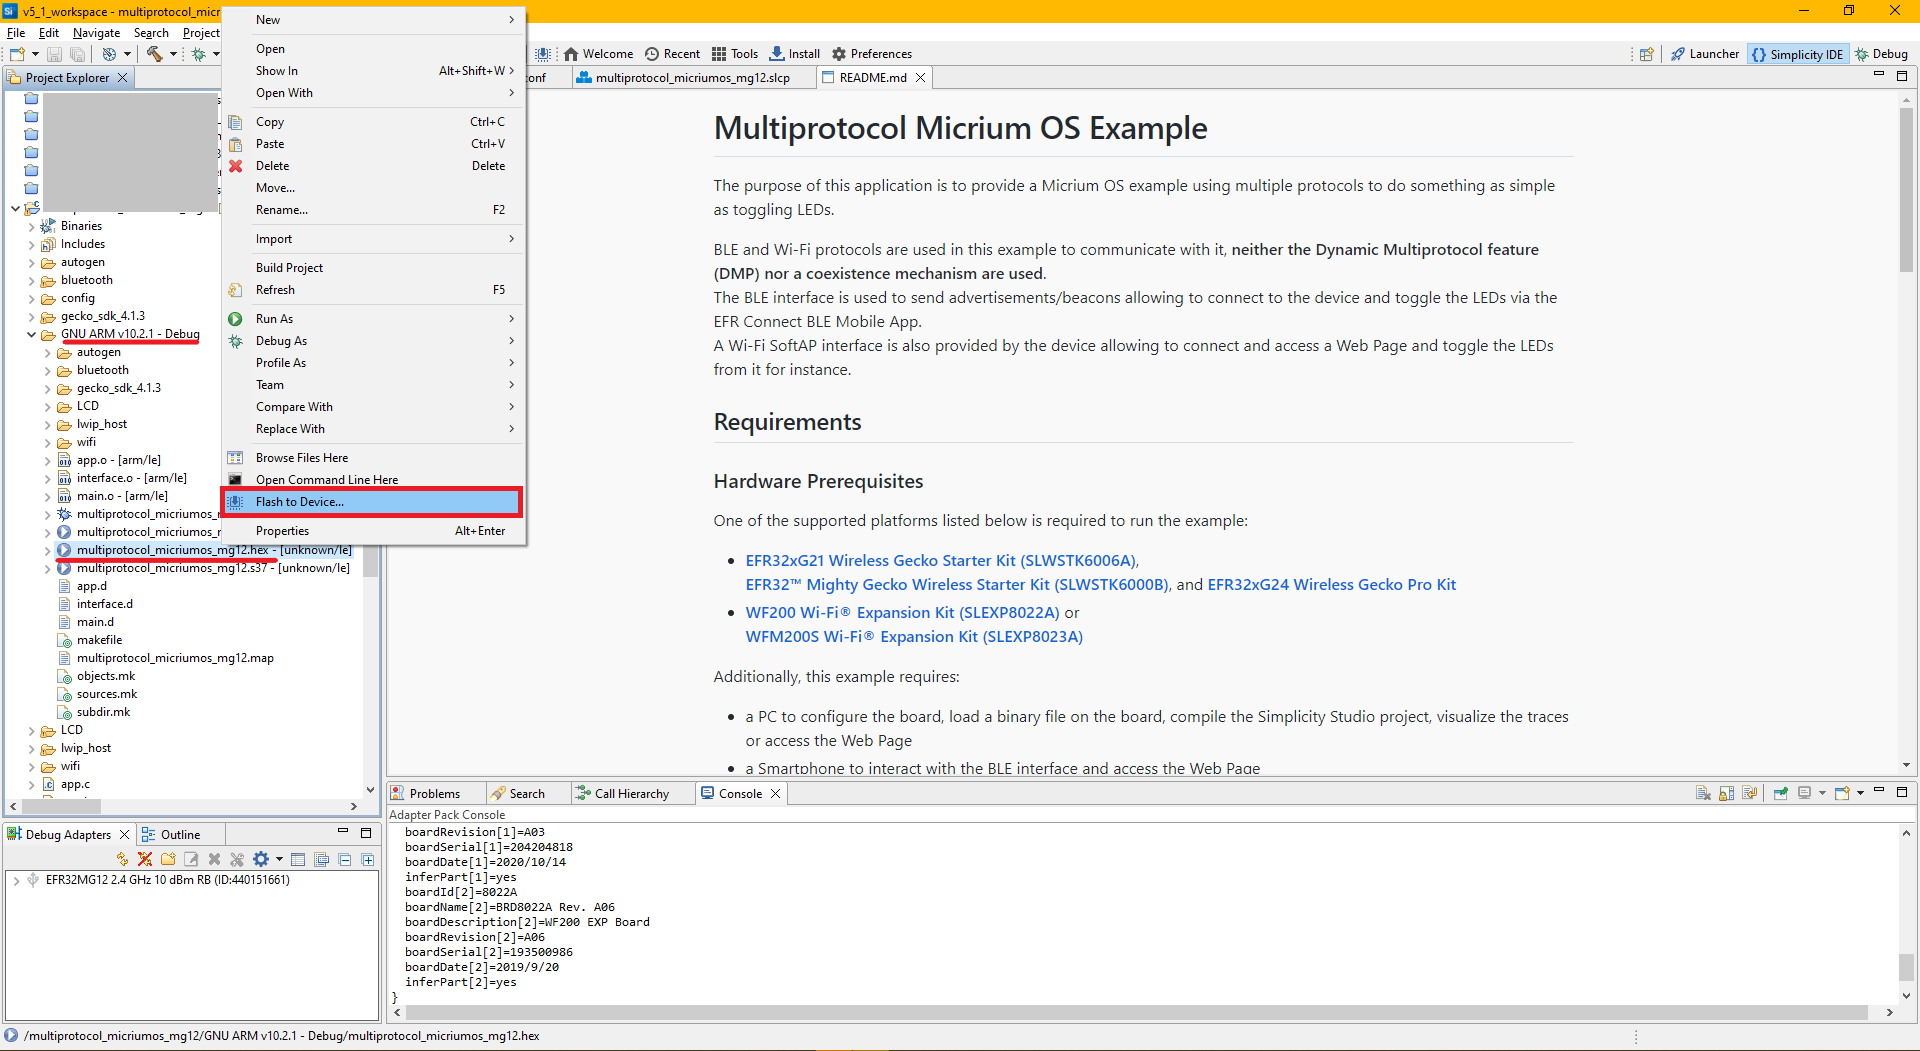 v5_1_workspace - multiprotocol_micr
File Edit Navigate Search Project
Welcome Recent Tools Install Preferences
Launcher Simplicity IDE Debug
Project Explorer
Binaries
Includes
autogen
bluetooth
config
gecko_sdk_4.1.3
GNU ARM v10.2.1 - Debug
autogen
bluetooth
gecko_sdk_4.1.3
LCD
lwip_host
wifi
app.o - [arm/le]
interface.o - [arm/le]
main.o - [arm/le]
multiprotocol_micriumos_
multiprotocol_micriumos_
multiprotocol_micriumos_mg12.hex - [unknown/le]
multiprotocol_micriumos_mg12.s37 - [unknown/le]
app.d
interface.d
main.d
makefile
multiprotocol_micriumos_mg12.map
objects.mk
sources.mk
subdir.mk
LCD
lwip_host
wifi
app.c
New
Open
Show In Alt+Shift+W
Open With
Copy Ctrl+C
Paste Ctrl+V
Delete Delete
Move...
Rename... F2
Import
Build Project
Refresh F5
Run As
Debug As
Profile As
Team
Compare With
Replace With
Browse Files Here
Open Command Line Here
Flash to Device...
Properties Alt+Enter
onf multiprotocol_micriumos_mg12.slcp README.md
Multiprotocol Micrium OS Example
The purpose of this application is to provide a Micrium OS example using multiple protocols to do something as simple
as toggling LEDs.
BLE and Wi-Fi protocols are used in this example to communicate with it, neither the Dynamic Multiprotocol feature
(DMP) nor a coexistence mechanism are used.
The BLE interface is used to send advertisements/beacons allowing to connect to the device and toggle the LEDs via the
EFR Connect BLE Mobile App.
A Wi-Fi SoftAP interface is also provided by the device allowing to connect and access a Web Page and toggle the LEDs
from it for instance.
Requirements
Hardware Prerequisites
One of the supported platforms listed below is required to run the example:
• EFR32xG21 Wireless Gecko Starter Kit (SLWSTK6006A),
EFR32™ Mighty Gecko Wireless Starter Kit (SLWSTK6000B), and EFR32xG24 Wireless Gecko Pro Kit
• WF200 Wi-Fi® Expansion Kit (SLEXP8022A) or
WFM200S Wi-Fi® Expansion Kit (SLEXP8023A)
Additionally, this example requires:
• a PC to configure the board, load a binary file on the board, compile the Simplicity Studio project, visualize the traces
or access the Web Page
• a Smartphone to interact with the BLE interface and access the Web Page
Problems Search Call Hierarchy Console
Adapter Pack Console
boardRevision[1]=A03
boardSerial[1]=204204818
boardDate[1]=2020/10/14
inferPart[1]=yes
boardId[2]=8022A
boardName[2]=BRD8022A Rev. A06
boardDescription[2]=WF200 EXP Board
boardRevision[2]=A06
boardSerial[2]=193500986
boardDate[2]=2019/9/20
inferPart[2]=yes
}
Debug Adapters Outline
EFR32MG12 2.4 GHz 10 dBm RB (ID:440151661)
/multiprotocol_micriumos_mg12/GNU ARM v10.2.1 - Debug/multiprotocol_micriumos_mg12.hex